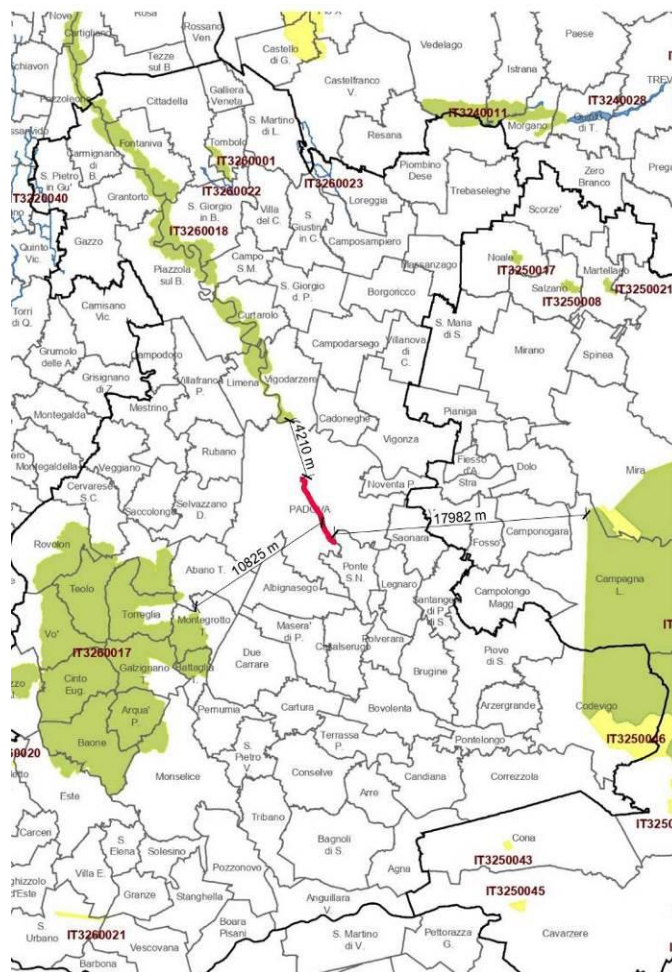 Nove
Cartigliano
Rosa
Rossano
Ven.
Schiavon
Tezze
sul B.
Castello
di G.
Vedelago
Paese
Istrana
Pozzoleone
Galliera
Veneta
Castelfranco
V.
Cittadella
S. Martino
di L.
IT3240028
IT3240011
Morgano
Resana
Fontaniva
Tombolo
IT3260001
Carmignano
di B.
S. Pietro
in Gu'
IT3260022
IT3260023
Piombino
Dese
Zero
Branco
Trebaseleghe
IT3220040
Grantorto
S. Giorgio
in B.
Villa
del C.
Loreggia
S.
Giustina
in C.
Scorze'
IT3260018
Quinto
Vic.
Gazzo
Camposampiero
Campo
S.M.
Massanzago
Noale
IT3250017
Martellago
Piazzola
sul B.
Salzano
IT3250008
IT3250021
S. Giorgio
d. P.
Borgoricco
Torri
di Q.
Camisano
Vic.
Curtarolo
S. Maria
di S.
Campodarsego
Villanova
di C.
Mirano
Spinea
Grumolo
delle A.
Campodoro
Grisignano
di Z.
Villafranca
P.
Limena
Vigodarzere
Mestrino
Pianiga
Montegalda
Cadoneghe
4210 m
Rubano
Vigonza
Montegaldella
Veggiano
Fiesso
d'A
Dolo
Mira
Cervarese
S.C.
Stra
Noventa P.
Selvazzano
D.
Saccolongo
PADOVA
17982 m
Rovolon
Saonara
Fosso'
Camponogara
10825 m
Abano T.
Ponte
S.N.
Teolo
Legnaro
Campagna
L.
Albignasego
Campolongo
Magg.
Torreglia
Santangelo
di P.
di S.
Montegrotto
T.
Masera'
di P.
Casalserugo
Polverara
Vo'
IT3260017
Due
Carrare
Piove
di S.
Galzignano
Battaglia
Brugine
Cinto
Eug.
Codevigo
Pernumia
Cartura
Bovolenta
Arzergrande
Arqua'
P.
IT3250046
Terrassa
P.
Pontelongo
Baone
S.
Pietro
V.
Conselve
Candiana
Correzzola
Monselice
Arre
Este
Tribano
Carceri
Bagnoli
di S.
S.
Elena
Solesino
Cona
IT3250043
Pozzonovo
Agna
Villa E.
Granze
Stanghella
Anguillara
V.
IT3250045
S.
Urbano
Boara
Pisani
IT3260021
Cavarzere
S. Martino
di V.
Pettorazza
G.
Vescovana
Barbona